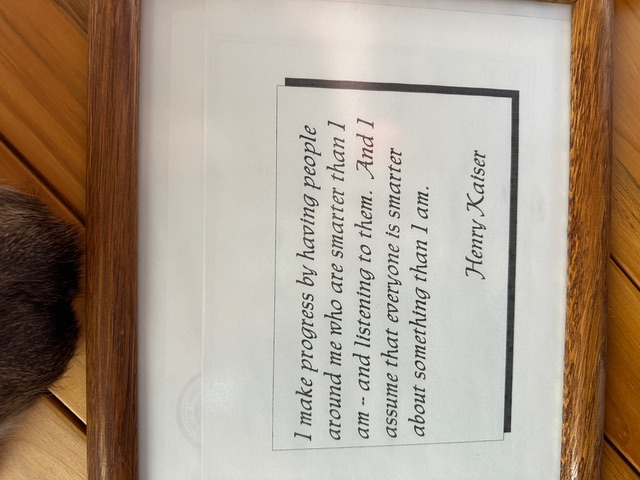 I make progress by having people
around me who are smarter than I
am -- and listening to them. And I
assume that everyone is smarter
about something than I am.
Henry Kaiser